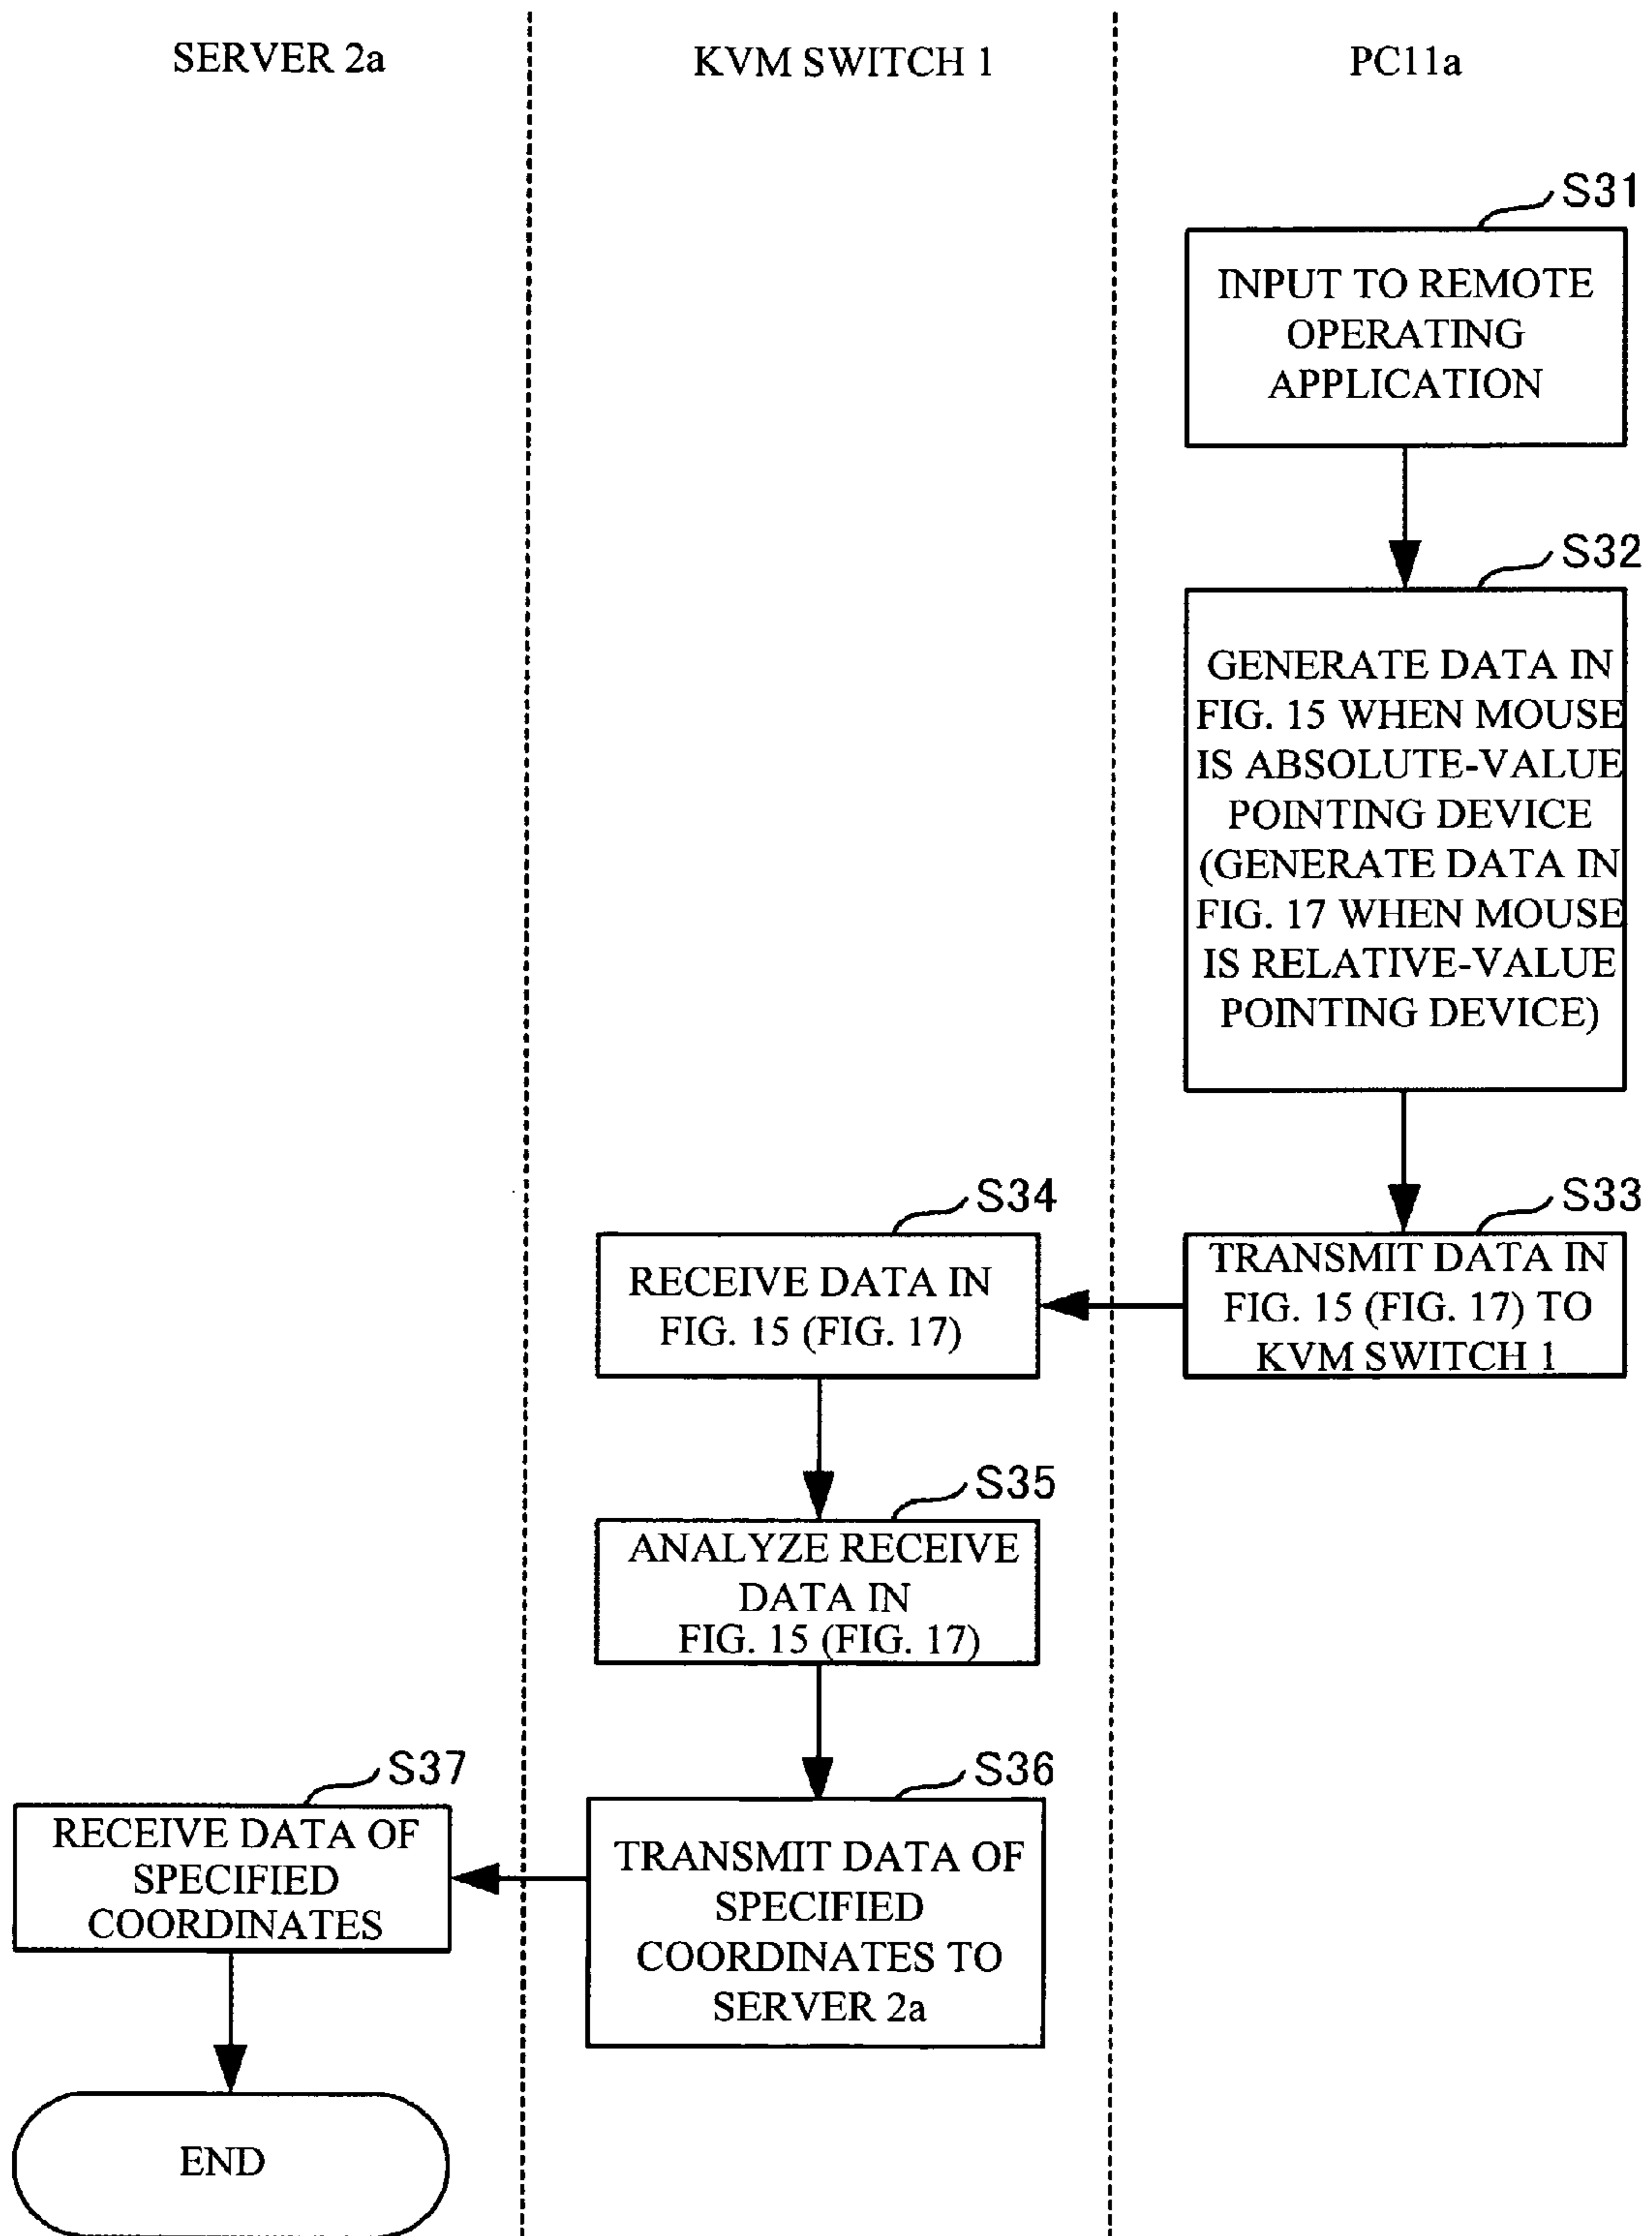 SERVER 2a
KVM SWITCH 1
PC11a
S31
INPUT TO REMOTE
OPERATING
APPLICATION
S32
GENERATE DATA IN
FIG. 15 WHEN MOUSE
IS ABSOLUTE-VALUE
POINTING DEVICE
(GENERATE DATA IN
FIG. 17 WHEN MOUSE
IS RELATIVE-VALUE
POINTING DEVICE)
S33
TRANSMIT DATA IN
FIG. 15 (FIG. 17) TO
KVM SWITCH 1
S34
RECEIVE DATA IN
FIG. 15 (FIG. 17)
S35
ANALYZE RECEIVE
DATA IN
FIG. 15 (FIG. 17)
S36
TRANSMIT DATA OF
SPECIFIED
COORDINATES TO
SERVER 2a
S37
RECEIVE DATA OF
SPECIFIED
COORDINATES
END